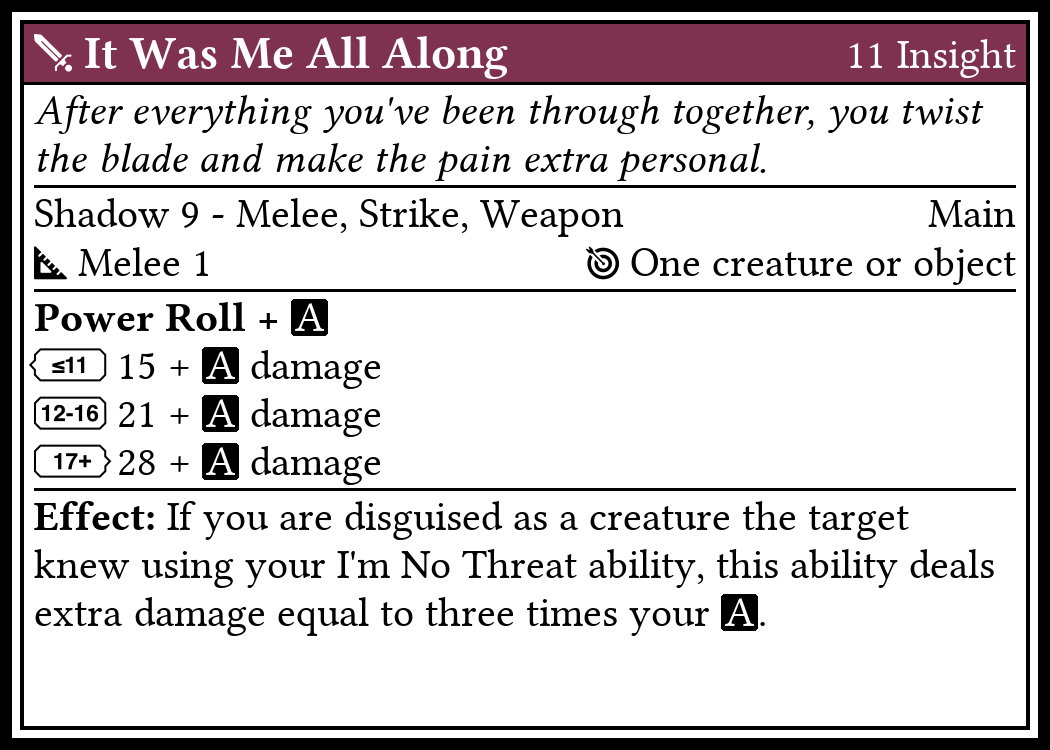 It Was Me All Along 11 Insight
After everything you've been through together, you twist
the blade and make the pain extra personal.
Shadow 9 - Melee, Strike, Weapon Main
Melee 1 One creature or object
Power Roll + A
≤11 15 + A damage
12-16 21 + A damage
17+ 28 + A damage
Effect: If you are disguised as a creature the target
knew using your I'm No Threat ability, this ability deals
extra damage equal to three times your A.